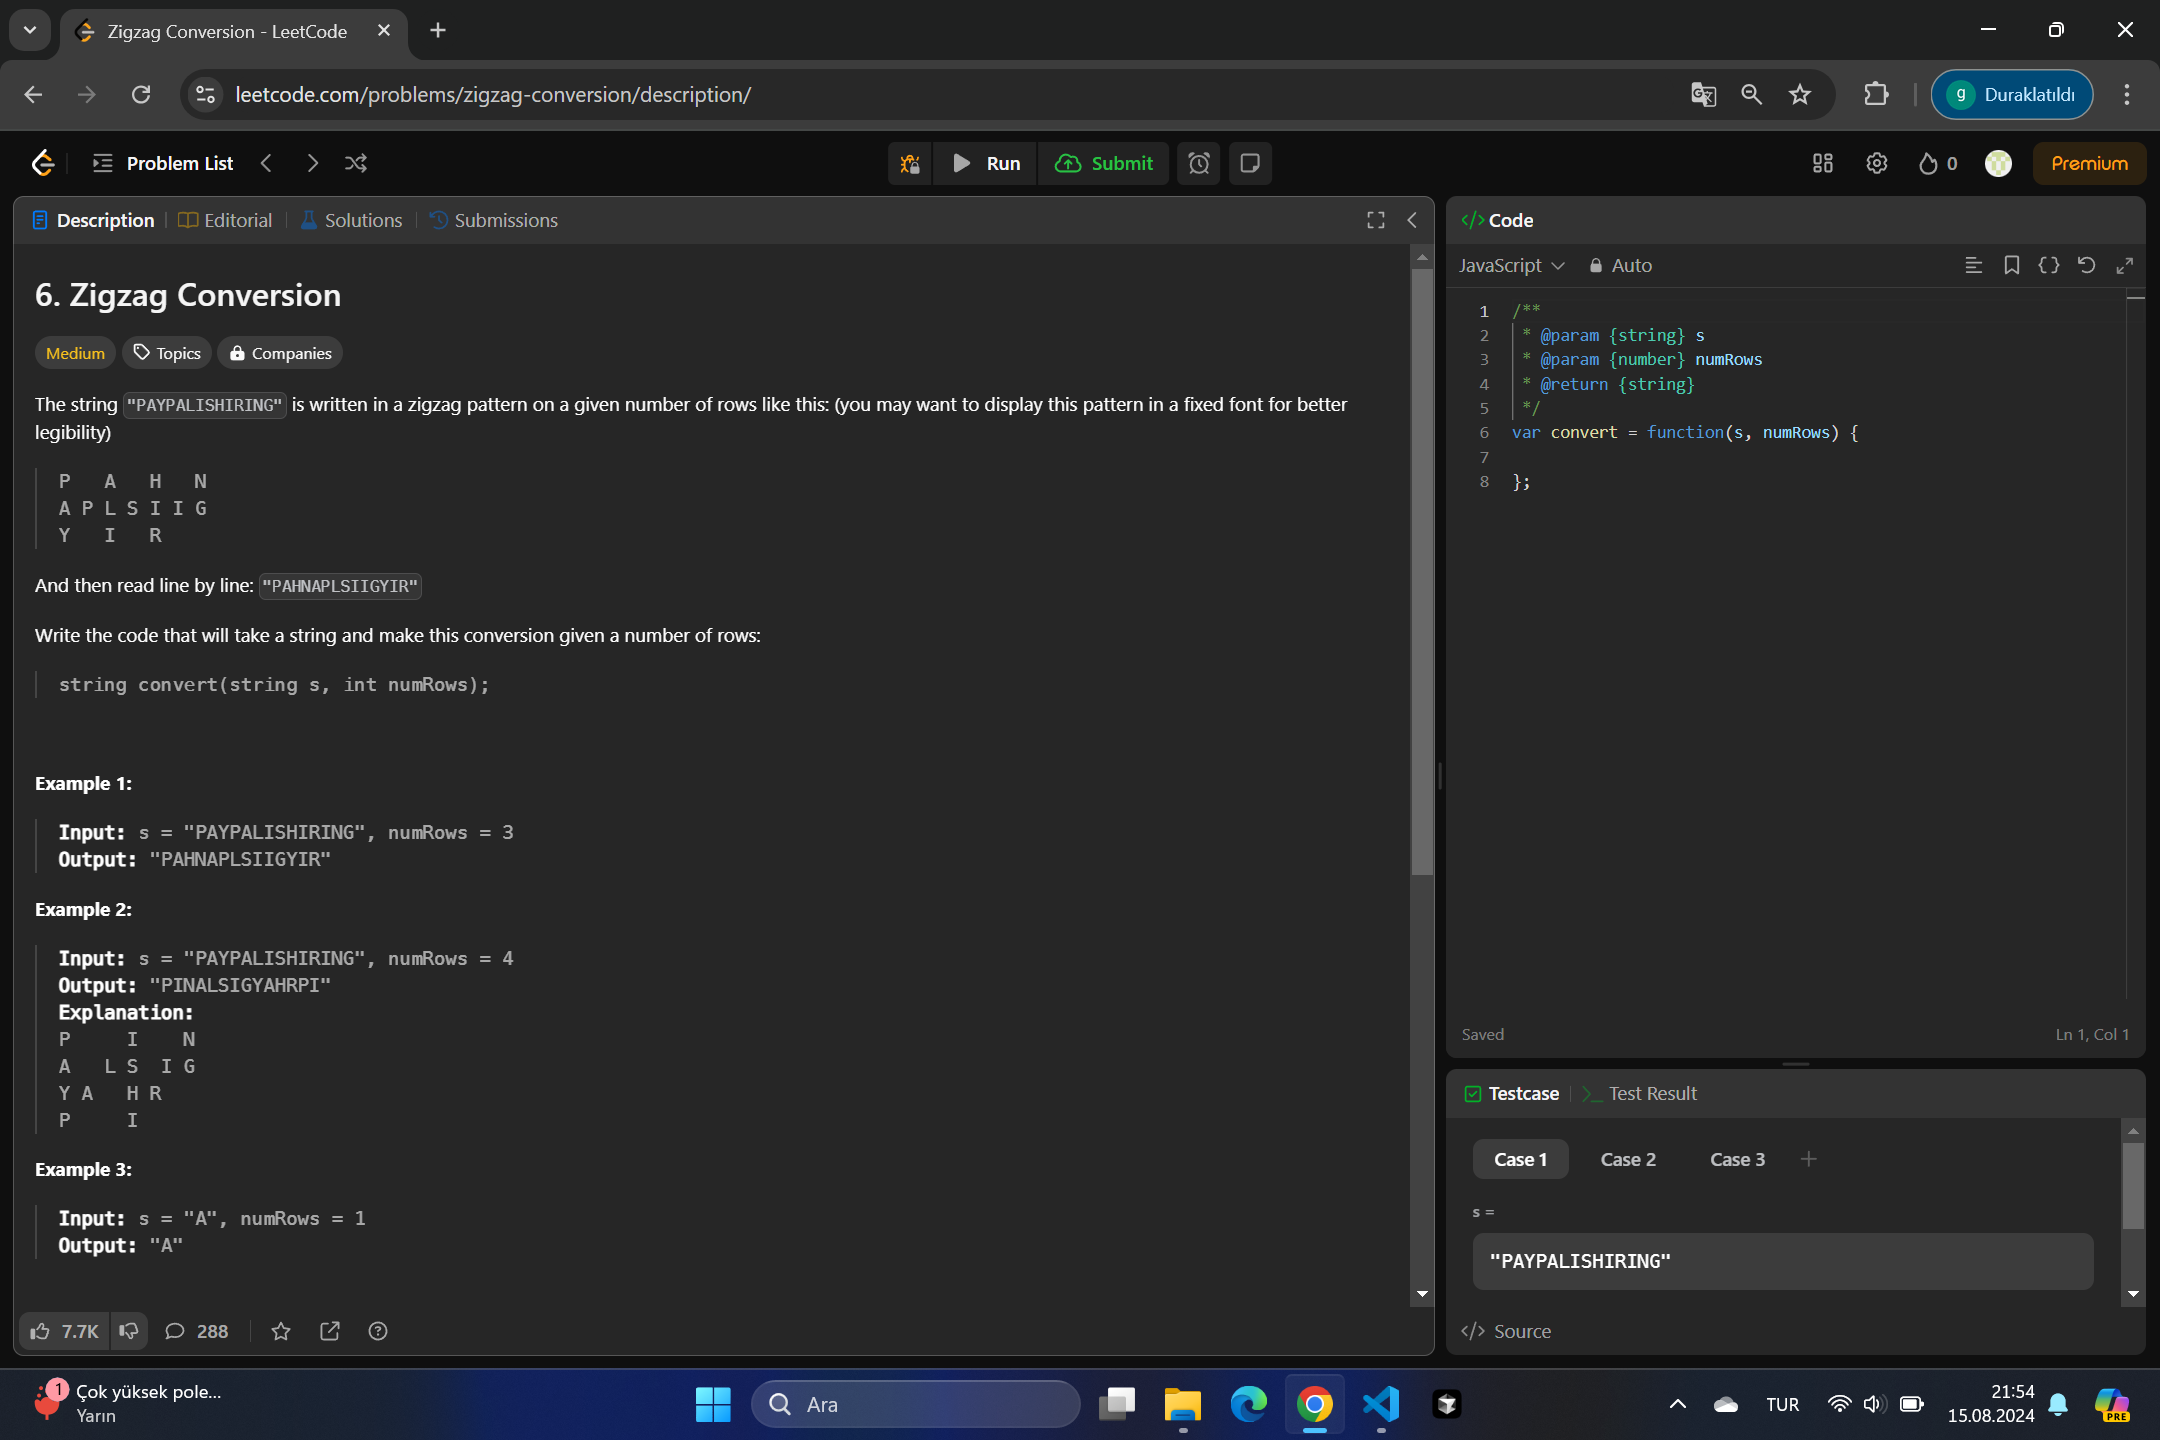 Zigzag Conversion - LeetCode
leetcode.com/problems/zigzag-conversion/description/
g Duraklatıldı
Problem List
Run
Submit
0
Premium
Description
Editorial
Solutions
Submissions
6. Zigzag Conversion
Medium
Topics
Companies
The string "PAYPALISHIRING" is written in a zigzag pattern on a given number of rows like this: (you may want to display this pattern in a fixed font for better
legibility)
P   A   H   N
A P L S I I G
Y   I   R
And then read line by line: "PAHNAPLSIIGYIR"
Write the code that will take a string and make this conversion given a number of rows:
string convert(string s, int numRows);
Example 1:
Input: s = "PAYPALISHIRING", numRows = 3
Output: "PAHNAPLSIIGYIR"
Example 2:
Input: s = "PAYPALISHIRING", numRows = 4
Output: "PINALSIGYAHRPI"
Explanation:
P     I    N
A   L S  I G
Y A   H R
P     I
Example 3:
Input: s = "A", numRows = 1
Output: "A"
7.7K
288
</> Code
JavaScript
Auto
1 /**
2  * @param {string} s
3  * @param {number} numRows
4  * @return {string}
5  */
6 var convert = function(s, numRows) {
7
8 };
Saved
Ln 1, Col 1
Testcase
Test Result
Case 1
Case 2
Case 3
s =
"PAYPALISHIRING"
</> Source
1
Çok yüksek pole...
Yarın
Ara
TUR
21:54
15.08.2024
PRE